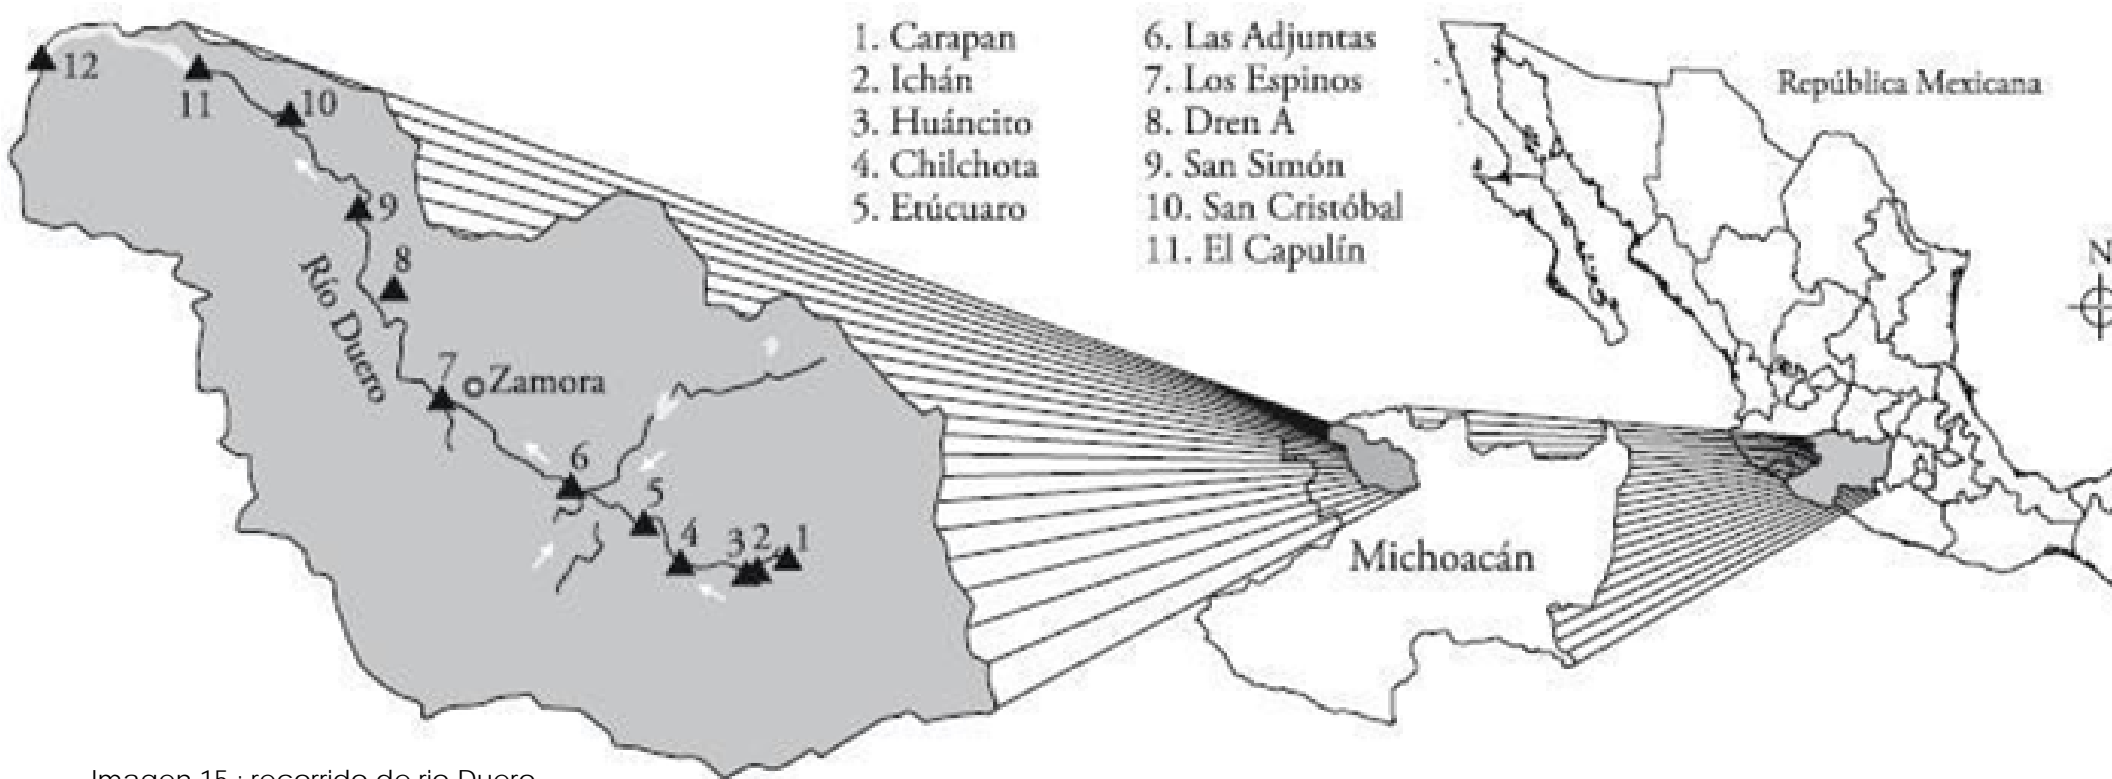 1. Carapan
2. Ichán
3. Huáncito
4. Chilchota
5. Etúcuaro
6. Las Adjuntas
7. Los Espinos
8. Dren A
9. San Simón
10. San Cristóbal
11. El Capulín
República Mexicana
N
12
11
10
9
8
Río Duero
7
Zamora
6
5
4
3
2
1
Michoacán
Imagen 15 : recorrido de rio Duero